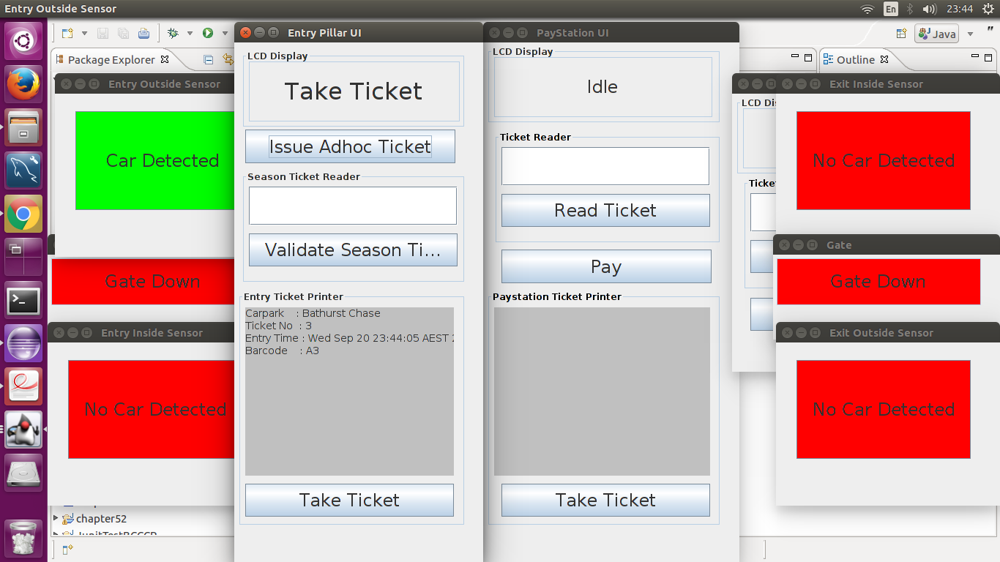 Entry Outside Sensor
En
23:44
Java
Package Explorer
Outline
Entry Outside Sensor
Car Detected
Gate Down
Entry Inside Sensor
No Car Detected
chapter52
Entry Pillar UI
LCD Display
Take Ticket
Issue Adhoc Ticket
Season Ticket Reader
Validate Season Ti...
Entry Ticket Printer
Carpark : Bathurst Chase
Ticket No : 3
Entry Time : Wed Sep 20 23:44:05 AEST
Barcode : A3
Take Ticket
PayStation UI
LCD Display
Idle
Ticket Reader
Read Ticket
Pay
Paystation Ticket Printer
Take Ticket
LCD Di
Ticket
Exit Inside Sensor
No Car Detected
Gate
Gate Down
Exit Outside Sensor
No Car Detected